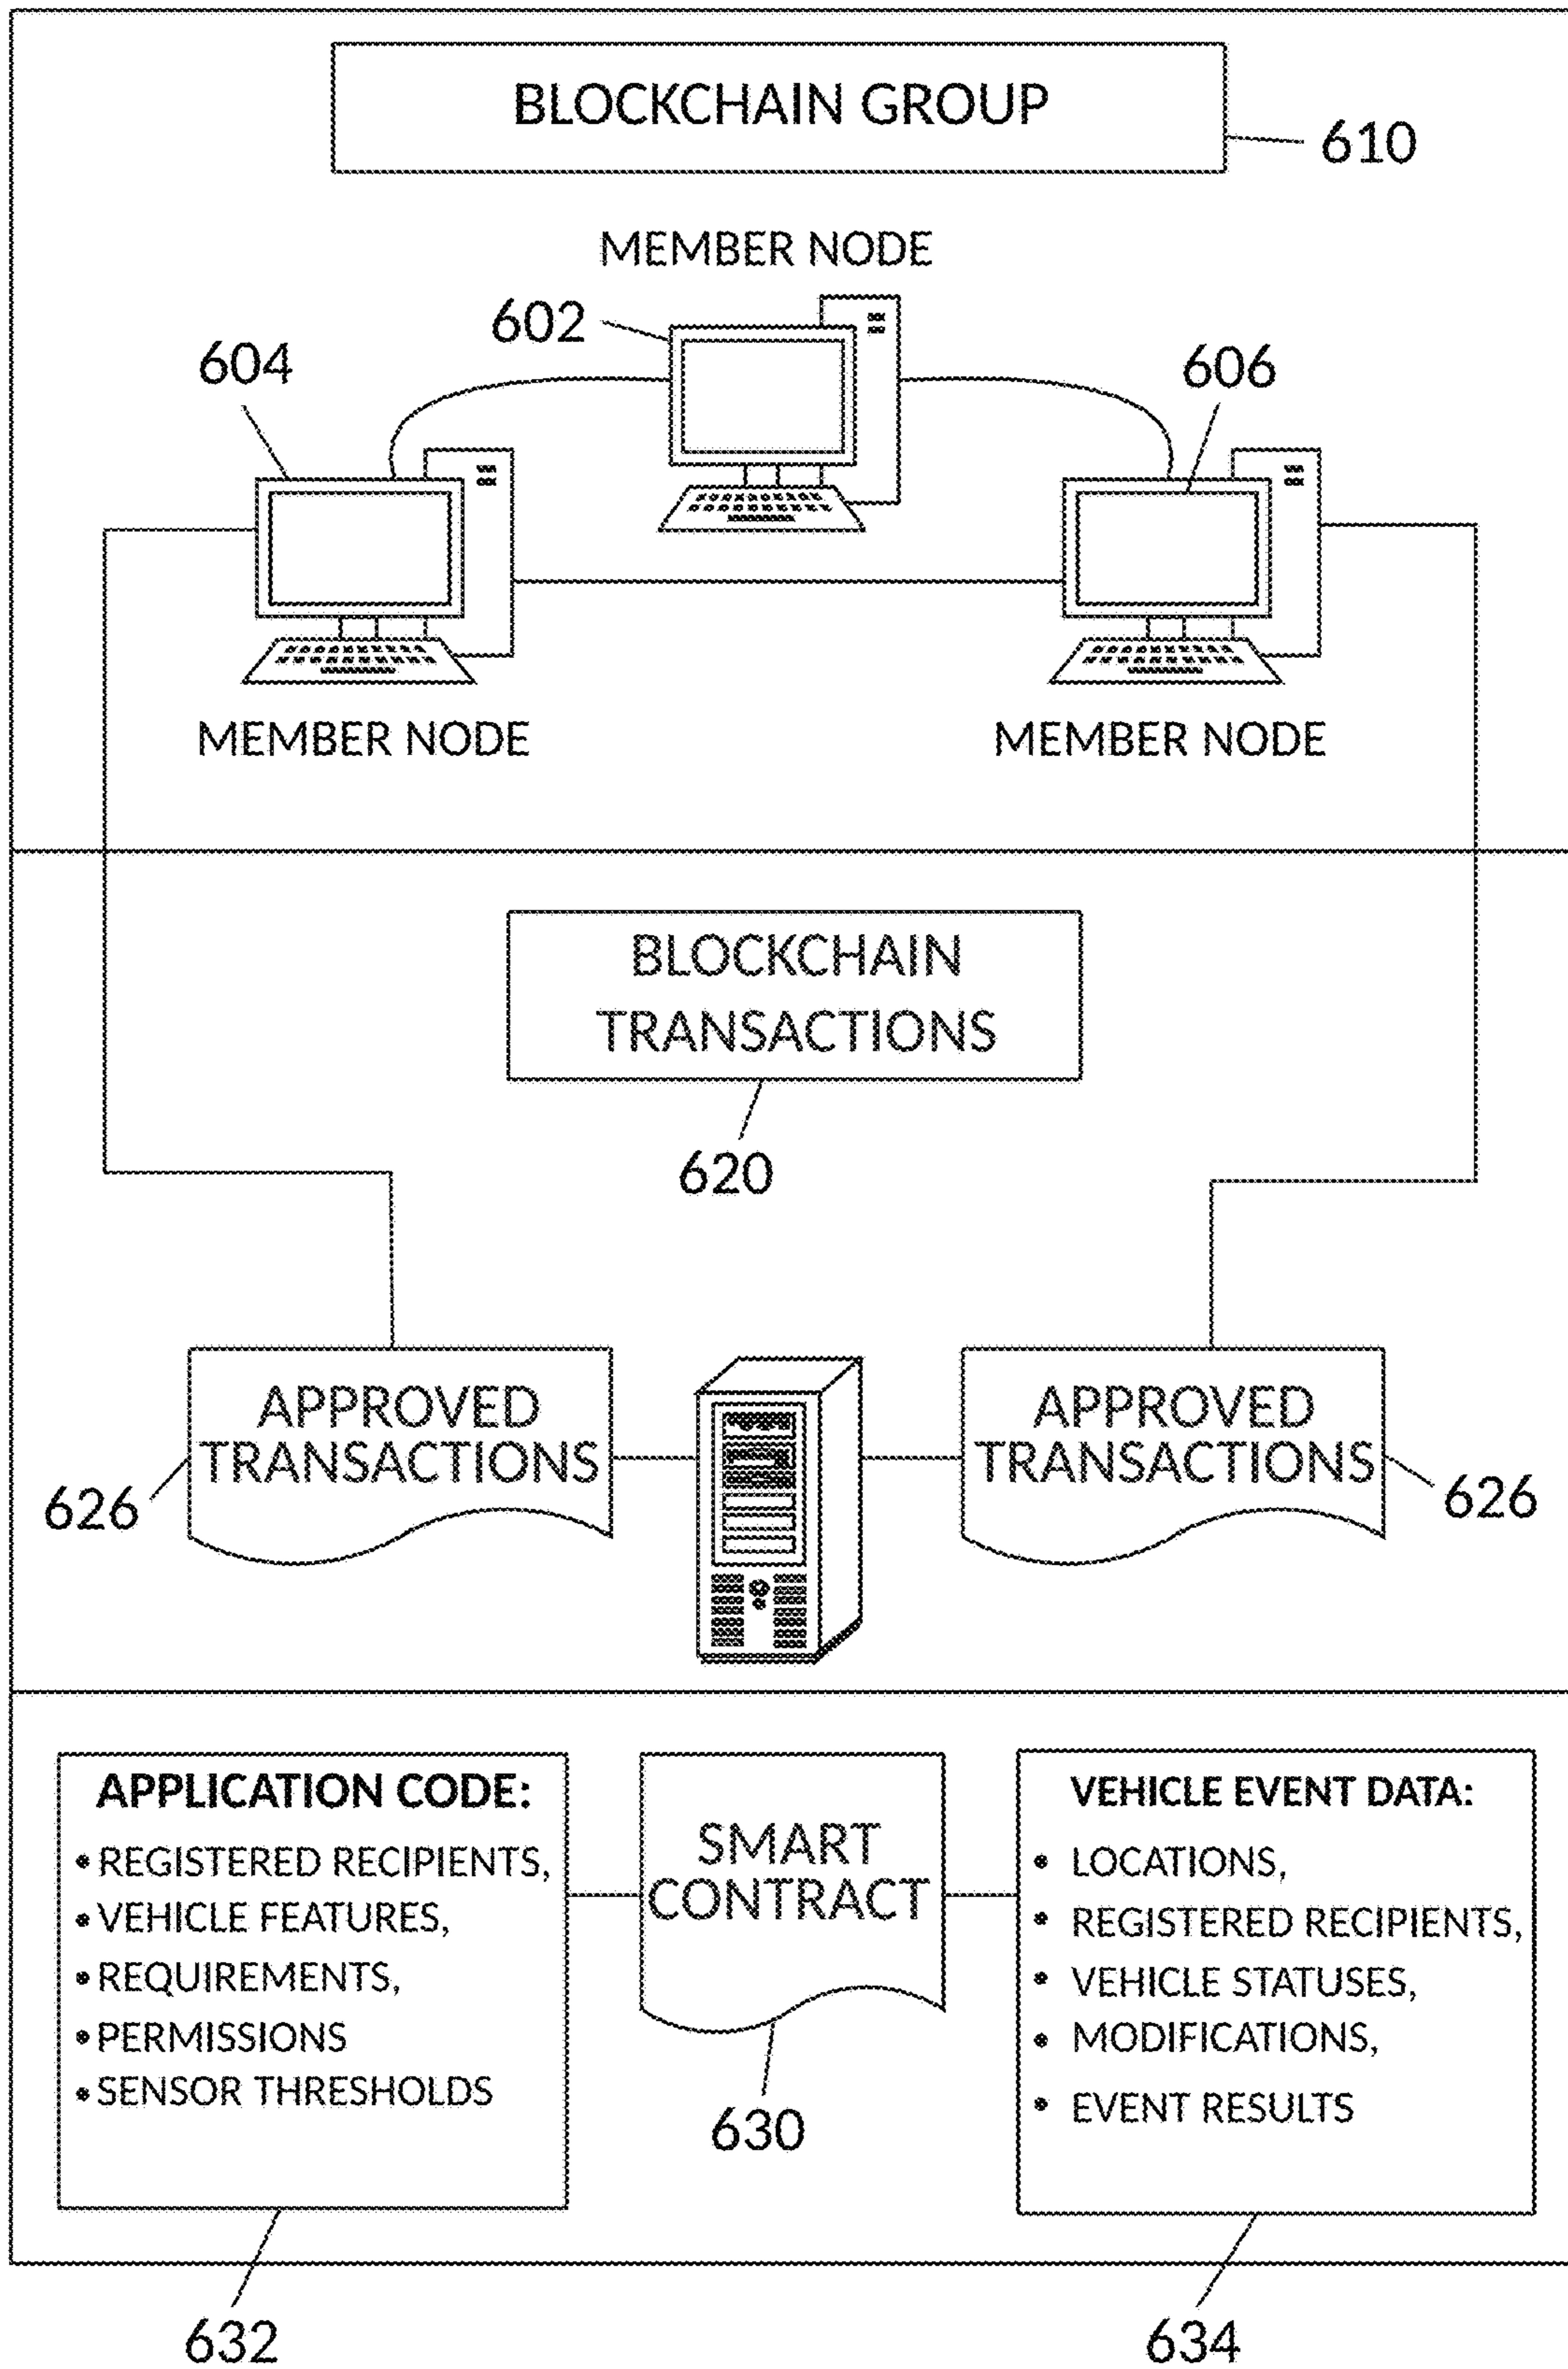 BLOCKCHAIN GROUP
610
MEMBER NODE
602
604
606
MEMBER NODE
MEMBER NODE
BLOCKCHAIN
TRANSACTIONS
620
APPROVED
TRANSACTIONS
626
APPROVED
TRANSACTIONS
626
APPLICATION CODE:
• REGISTERED RECIPIENTS,
• VEHICLE FEATURES,
• REQUIREMENTS,
• PERMISSIONS
• SENSOR THRESHOLDS
632
SMART
CONTRACT
630
VEHICLE EVENT DATA:
• LOCATIONS,
• REGISTERED RECIPIENTS,
• VEHICLE STATUSES,
• MODIFICATIONS,
• EVENT RESULTS
634